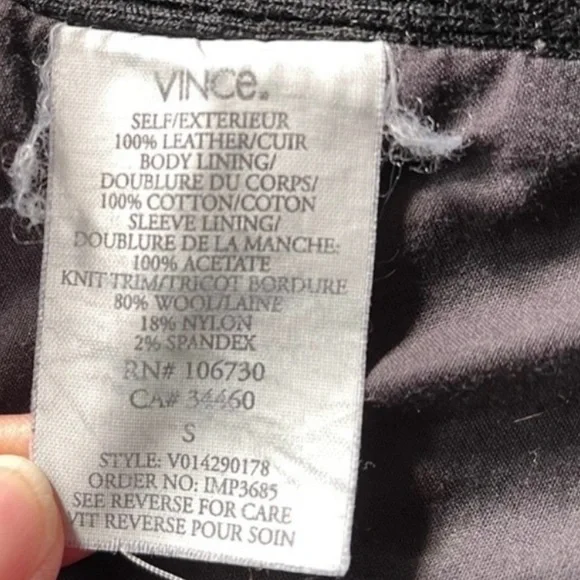 VINCe.
SELF/EXTERIEUR
100% LEATHER/CUIR
BODY LINING/
DOUBLURE DU CORPS/
100% COTTON/COTON
SLEEVE LINING/
DOUBLURE DE LA MANCHE:
100% ACETATE
KNIT TRIM/TRICOT BORDURE
80% WOOL/LAINE
18% NYLON
2% SPANDEX
RN# 106730
CA# 34460
S
STYLE: V014290178
ORDER NO: IMP3685
SEE REVERSE FOR CARE
VIT REVERSE POUR SOIN